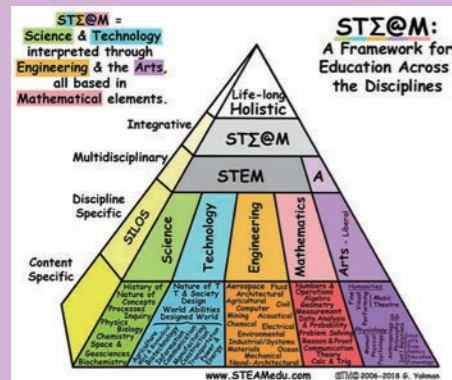 STΣ@M =
Science & Technology
interpreted through
Engineering & the Arts,
all based in
Mathematical elements.
STΣ@M:
A Framework for
Education Across
the Disciplines
Life-long
Holistic
Integrative
STΣ@M
Multidisciplinary
STEM
A
Discipline
Specific
SILOS
Science
Technology
Engineering
Mathematics
Arts - Liberal
Content
Specific
History of
Nature of
Concepts
Processes
Inquiry
Physics
Biology
Chemistry
Space &
Geosciences
Biochemistry
Nature of T
T & Society
Design
World Abilities
Designed World
Aerospace Fluid
Architectural
Agricultural
Computer Civil
Mining Acoustical
Chemical Electrical
Environmental
Industrial/Systems
Materials Ocean
Mechanical
Naval-Architectural
Numbers &
Operations
Algebra
Geometry
Measurement
Data Analysis
& Probability
Problem Solving
Reason & Proof
Communication
Theory
Calc & Trig
Humanities
Music
Theatre
www.STEAMedu.com
2006-2018 G. Yakman